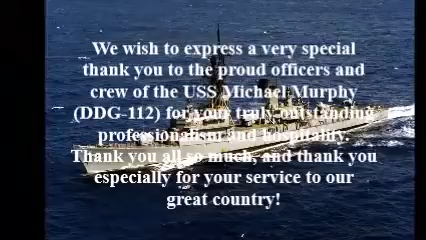 We wish to express a very special
thank you to the proud officers and
crew of the USS Michael Murphy
(DDG-112) for your truly outstanding
professionalism and hospitality.
Thank you all so much, and thank you
especially for your service to our
great country!